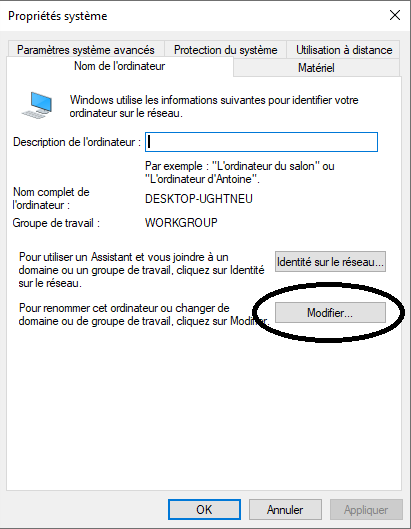 Propriétés système
Paramètres système avancés
Protection du système
Utilisation à distance
Nom de l'ordinateur
Matériel
Windows utilise les informations suivantes pour identifier votre
ordinateur sur le réseau.
Description de l'ordinateur :
Par exemple : "L'ordinateur du salon" ou
"L'ordinateur d'Antoine".
Nom complet de
l'ordinateur :
DESKTOP-UGHTNEU
Groupe de travail :
WORKGROUP
Pour utiliser un Assistant et vous joindre à un
domaine ou un groupe de travail, cliquez sur Identité
sur le réseau.
Identité sur le réseau...
Pour renommer cet ordinateur ou changer de
domaine ou de groupe de travail, cliquez sur Modifier.
Modifier...
OK
Annuler
Appliquer